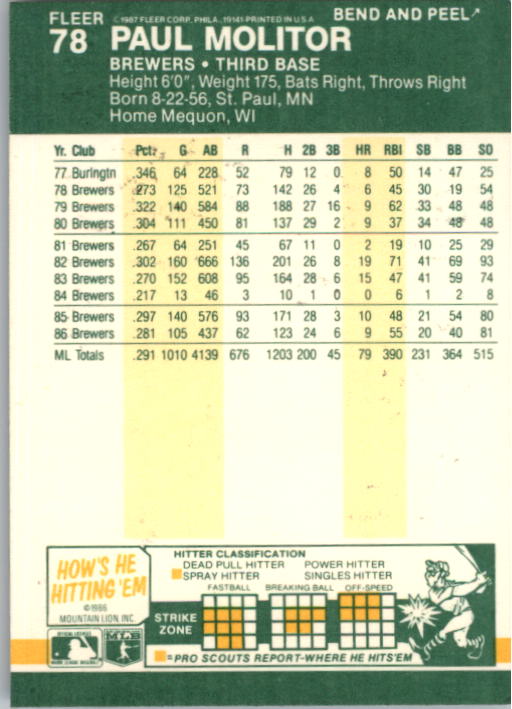 FLEER ©1987 FLEER CORP. PHILA., 19141-PRINTED IN U.S.A BEND AND PEEL
78 PAUL MOLITOR
BREWERS • THIRD BASE
Height 6'0", Weight 175, Bats Right, Throws Right
Born 8-22-56, St. Paul, MN
Home Mequon, WI
Yr. Club Pct. G AB R H 2B 3B HR RBI SB BB SO
77 Burlngtn .346 64 228 52 79 12 0 8 50 14 47 25
78 Brewers .273 125 521 73 142 26 4 6 45 30 19 54
79 Brewers .322 140 584 88 188 27 16 9 62 33 48 48
80 Brewers .304 111 450 81 137 29 2 9 37 34 48 48
81 Brewers .267 64 251 45 67 11 0 2 19 10 25 29
82 Brewers .302 160 666 136 201 26 8 19 71 41 69 93
83 Brewers .270 152 608 95 164 28 6 15 47 41 59 74
84 Brewers .217 13 46 3 10 1 0 0 6 1 2 8
85 Brewers .297 140 576 93 171 28 3 10 48 21 54 80
86 Brewers .281 105 437 62 123 24 6 9 55 20 40 81
ML Totals .291 1010 4139 676 1203 200 45 79 390 231 364 515
HOW'S HE
HITTING 'EM
©1986
MOUNTAIN LION, INC.
HITTER CLASSIFICATION
DEAD PULL HITTER POWER HITTER
SPRAY HITTER SINGLES HITTER
FASTBALL BREAKING BALL OFF-SPEED
STRIKE
ZONE
=PRO SCOUTS REPORT-WHERE HE HITS 'EM